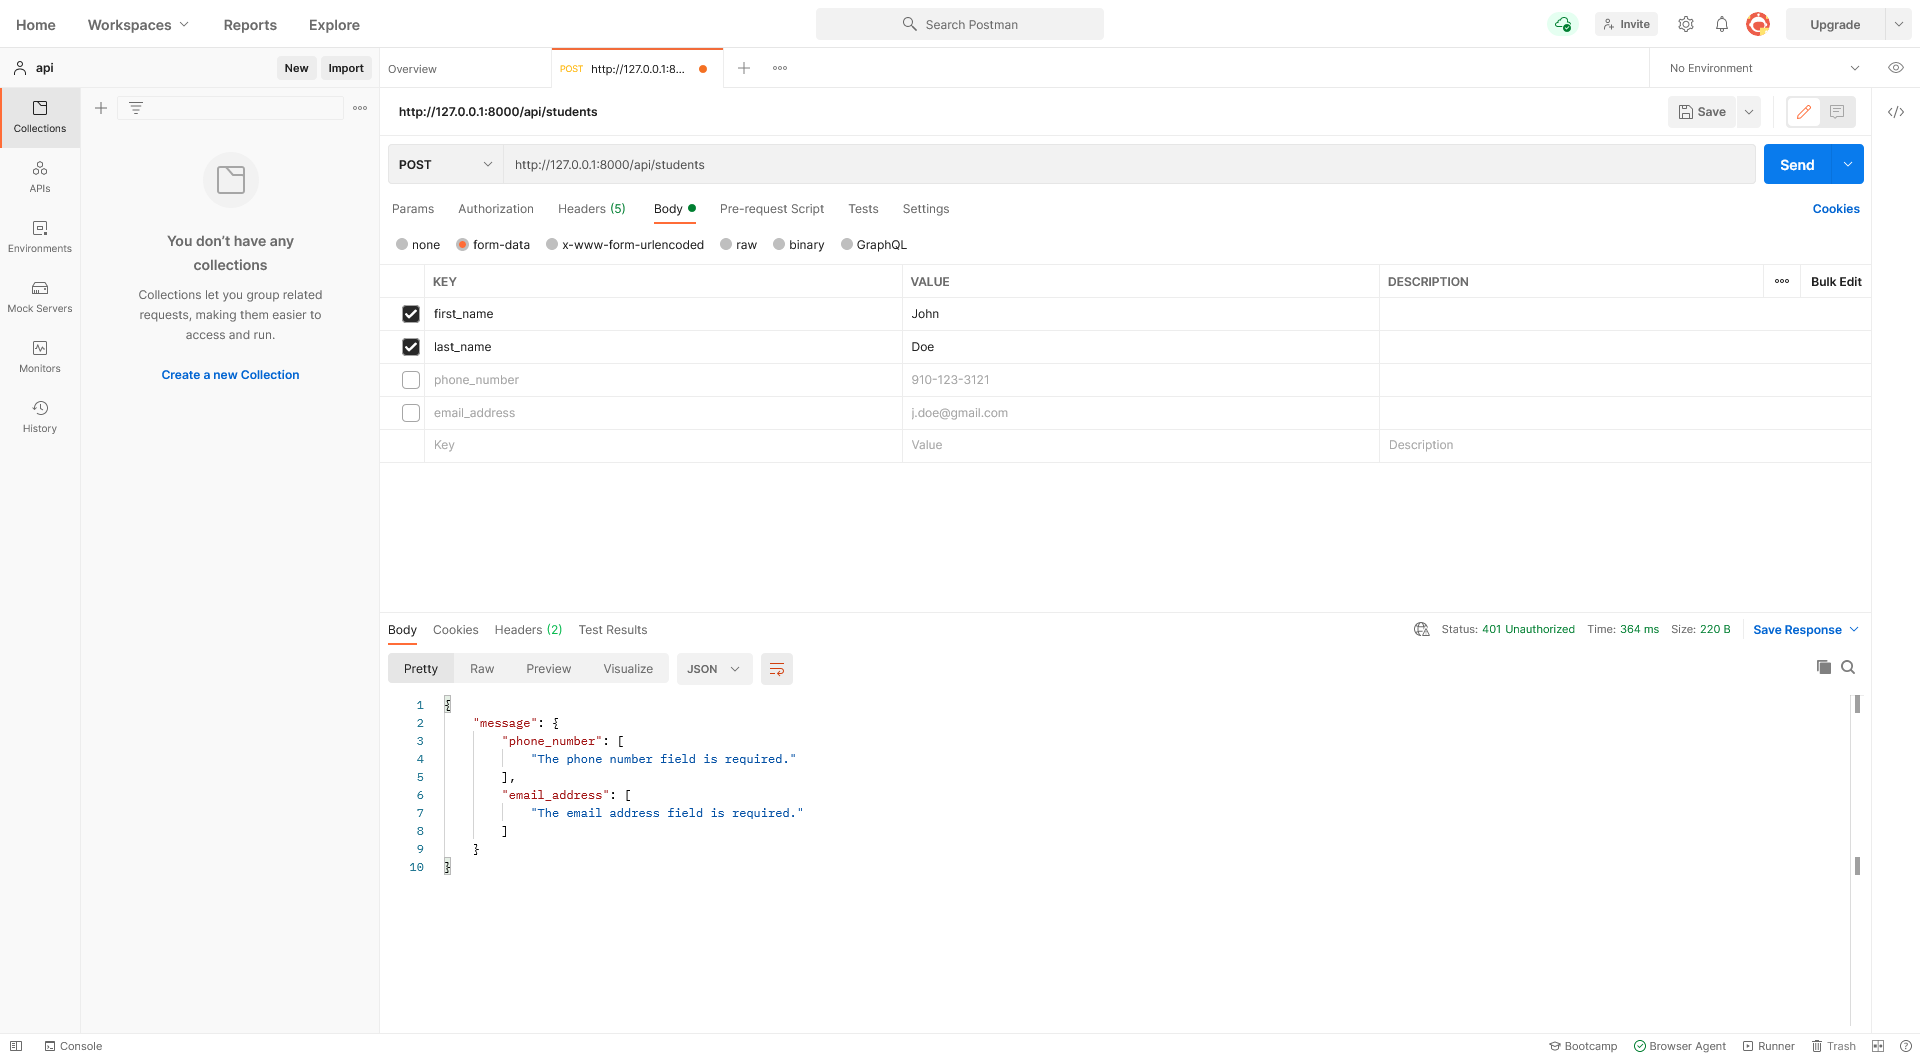 Home Workspaces Reports Explore Search Postman Invite Upgrade
api New Import
Overview POST http://127.0.0.1:8... No Environment
Collections
APIs
Environments
Mock Servers
Monitors
History
You don’t have any
collections
Collections let you group related
requests, making them easier to
access and run.
Create a new Collection
http://127.0.0.1:8000/api/students Save
POST http://127.0.0.1:8000/api/students Send
Params Authorization Headers (5) Body Pre-request Script Tests Settings Cookies
none form-data x-www-form-urlencoded raw binary GraphQL
KEY VALUE DESCRIPTION Bulk Edit
first_name John
last_name Doe
phone_number 910-123-3121
email_address j.doe@gmail.com
Key Value Description
Body Cookies Headers (2) Test Results Status: 401 Unauthorized Time: 364 ms Size: 220 B Save Response
Pretty Raw Preview Visualize JSON
1 {
2 "message": {
3 "phone_number": [
4 "The phone number field is required."
5 ],
6 "email_address": [
7 "The email address field is required."
8 ]
9 }
10 }
Console Bootcamp Browser Agent Runner Trash